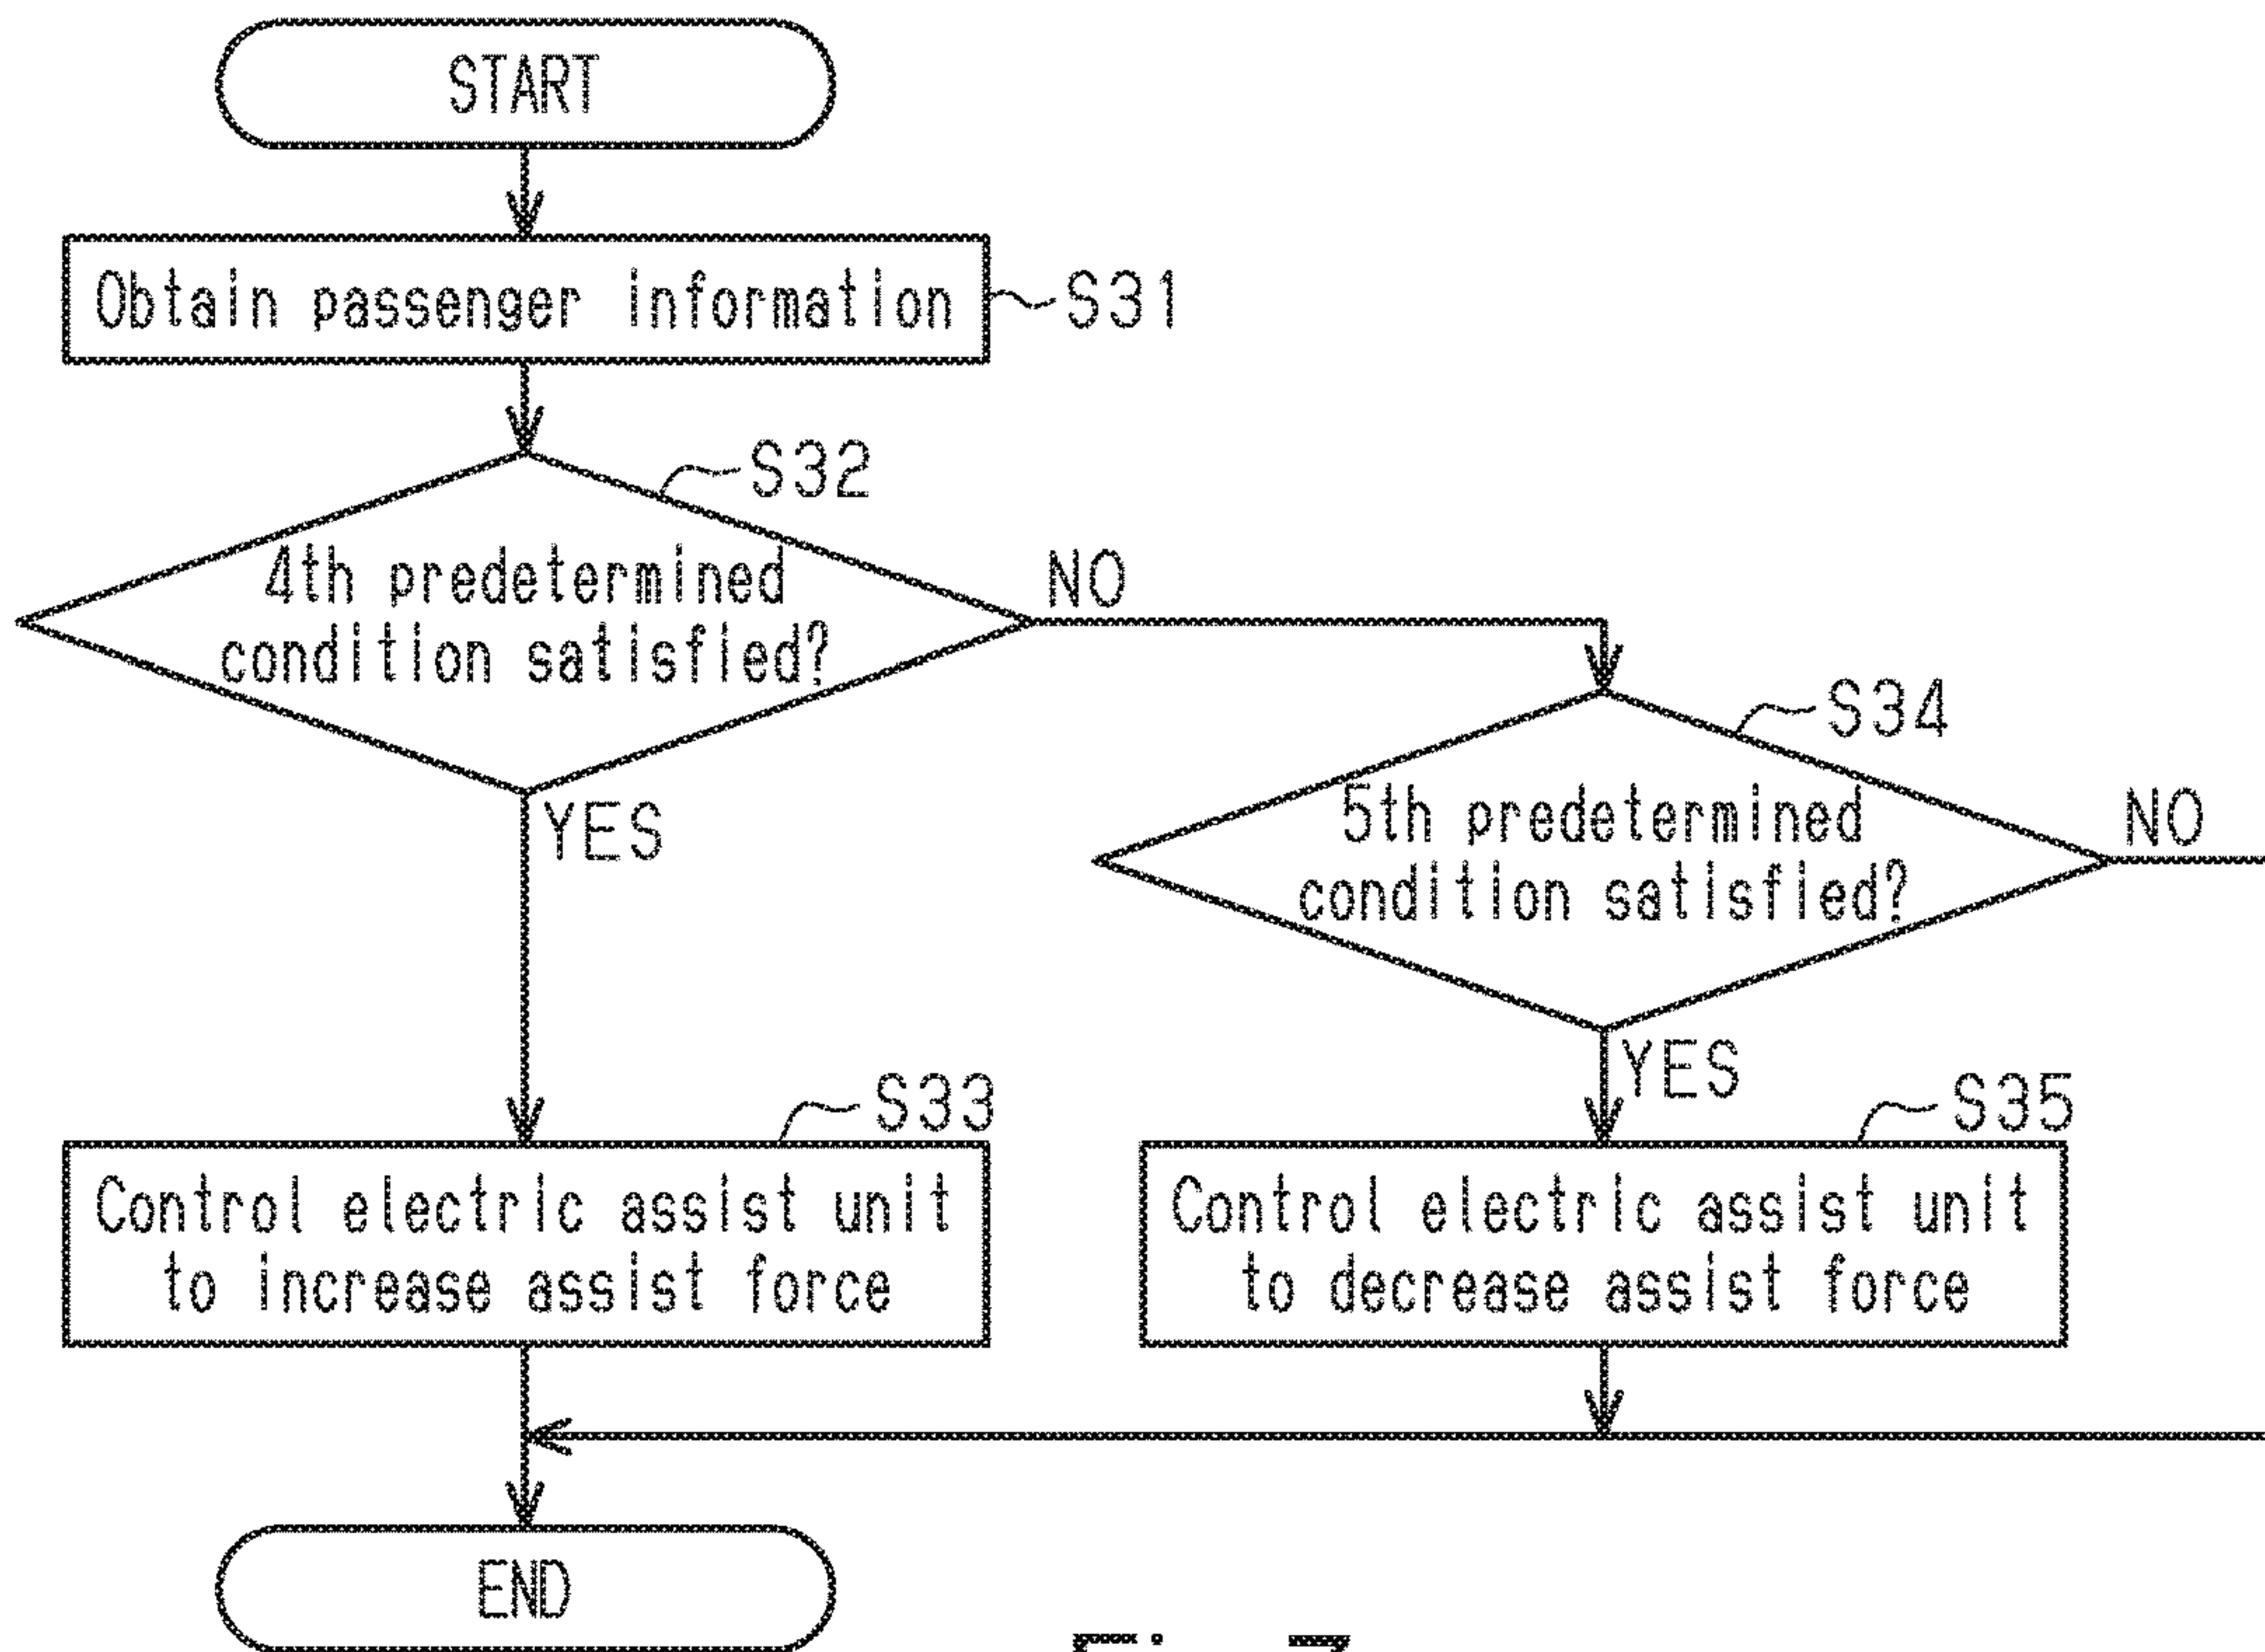 START
Obtain passenger information
S31
S32
4th predetermined
condition satisfied?
NO
YES
S34
5th predetermined
condition satisfied?
NO
YES
S33
Control electric assist unit
to increase assist force
S35
Control electric assist unit
to decrease assist force
END